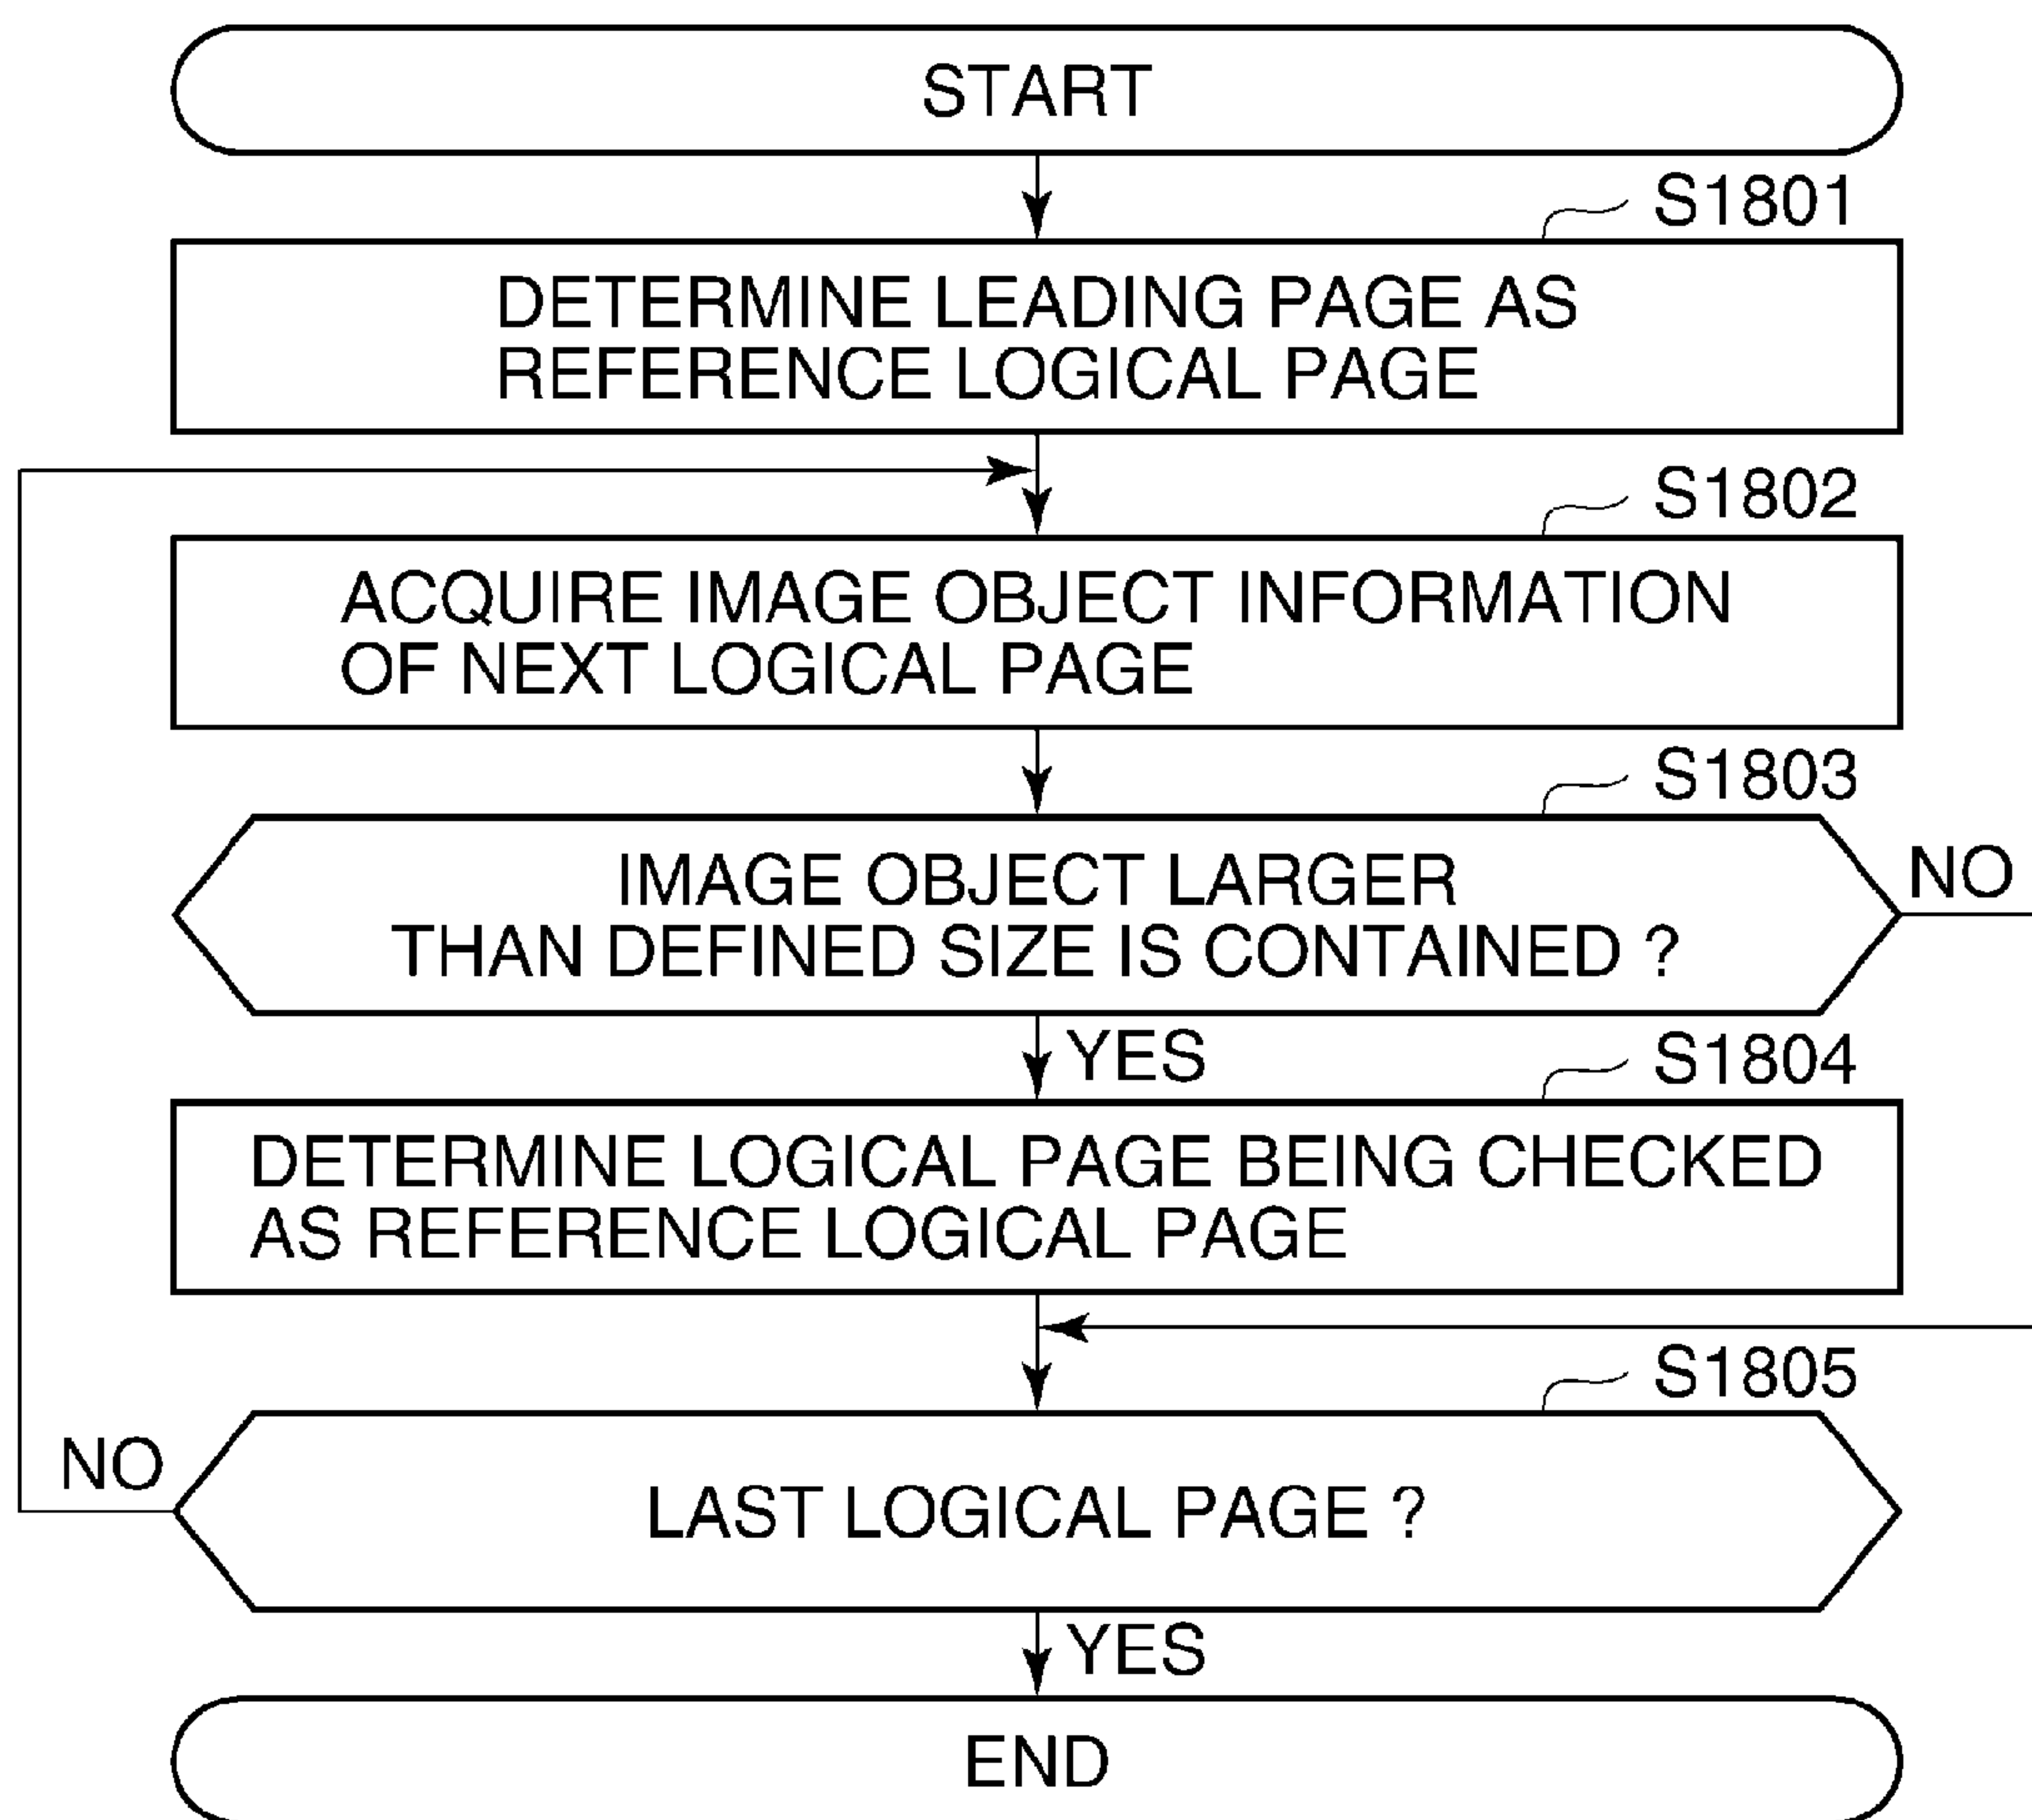 START
S1801
DETERMINE LEADING PAGE AS
REFERENCE LOGICAL PAGE
S1802
ACQUIRE IMAGE OBJECT INFORMATION
OF NEXT LOGICAL PAGE
S1803
IMAGE OBJECT LARGER
THAN DEFINED SIZE IS CONTAINED ?
NO
YES
S1804
DETERMINE LOGICAL PAGE BEING CHECKED
AS REFERENCE LOGICAL PAGE
S1805
NO
LAST LOGICAL PAGE ?
YES
END